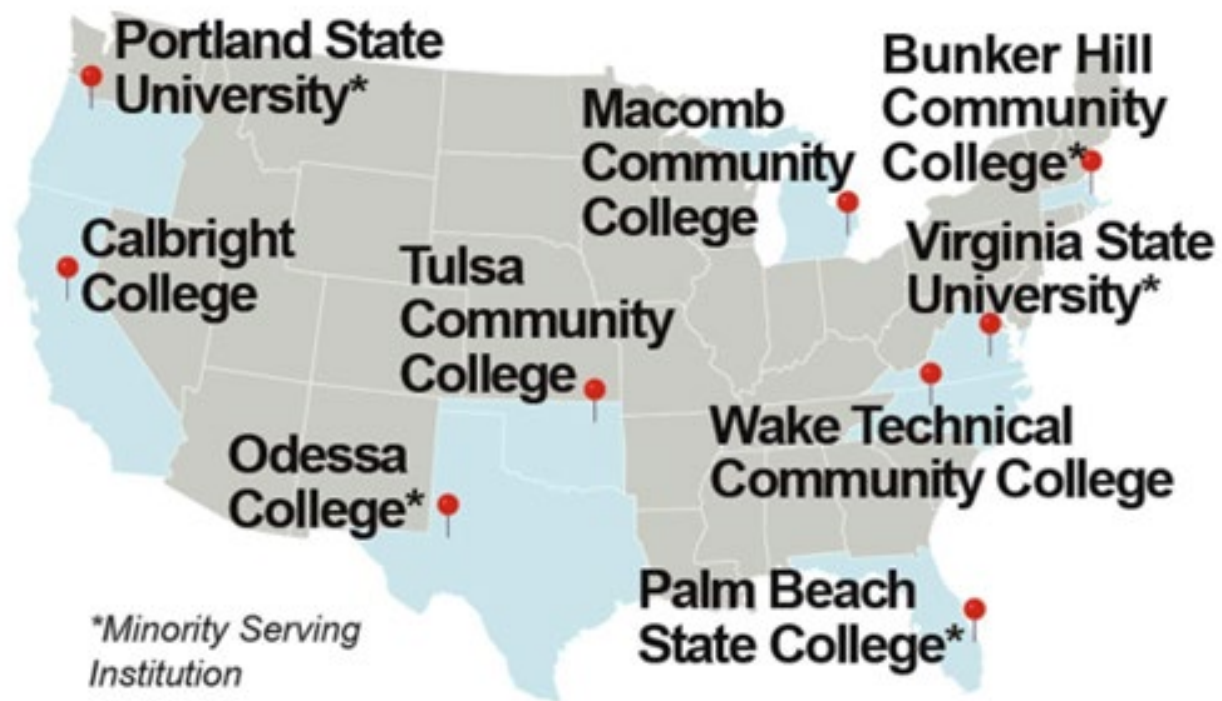 Portland State
University*
Bunker Hill
Community
College*
Macomb
Community
College
Calbright
College
Tulsa
Community
College
Virginia State
University*
Odessa
College*
Wake Technical
Community College
Palm Beach
State College*
*Minority Serving
Institution